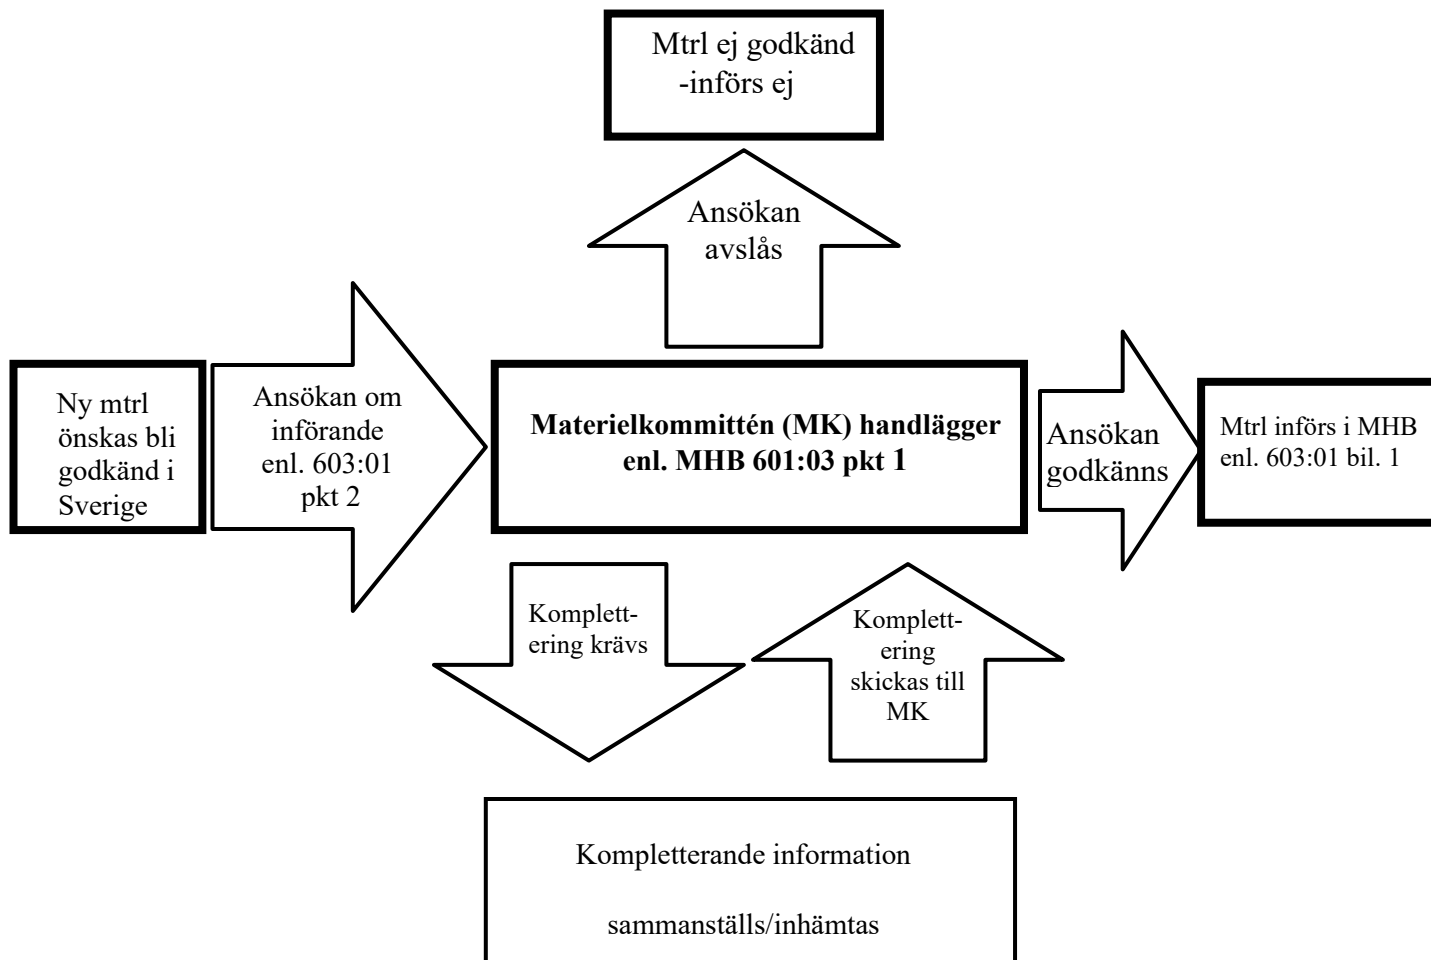 Mtrl ej godkänd
-införs ej
Ansökan
avslås
Ny mtrl
önskas bli
godkänd i
Sverige
Ansökan om
införande
enl. 603:01
pkt 2
Materielkommittén (MK) handlägger
enl. MHB 601:03 pkt 1
Ansökan
godkänns
Mtrl införs i MHB
enl. 603:01 bil. 1
Komplett-
ering krävs
Komplett-
ering
skickas till
MK
Kompletterande information
sammanställs/inhämtas